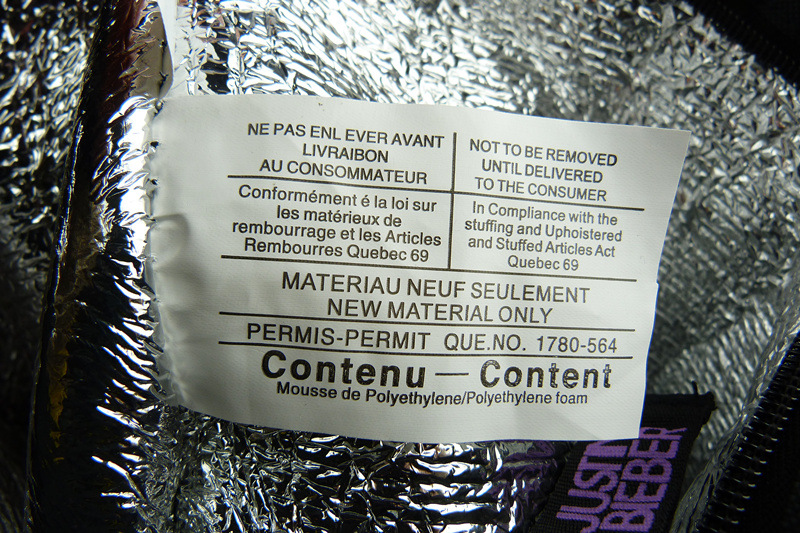 NE PAS ENL EVER AVANT
LIVRAISON
AU CONSOMMATEUR
NOT TO BE REMOVED
UNTIL DELIVERED
TO THE CONSUMER
Conformément é la loi sur
les matérieux de
rembourrage et les Articles
Rembourres Quebec 69
In Compliance with the
stuffing and Uphoistered
and Stuffed Articles Act
Quebec 69
MATERIAU NEUF SEULEMENT
NEW MATERIAL ONLY
PERMIS-PERMIT QUE.NO. 1780-564
Contenu — Content
Mousse de Polyethylene/Polyethylene foam
JUSTIN
BIEBER